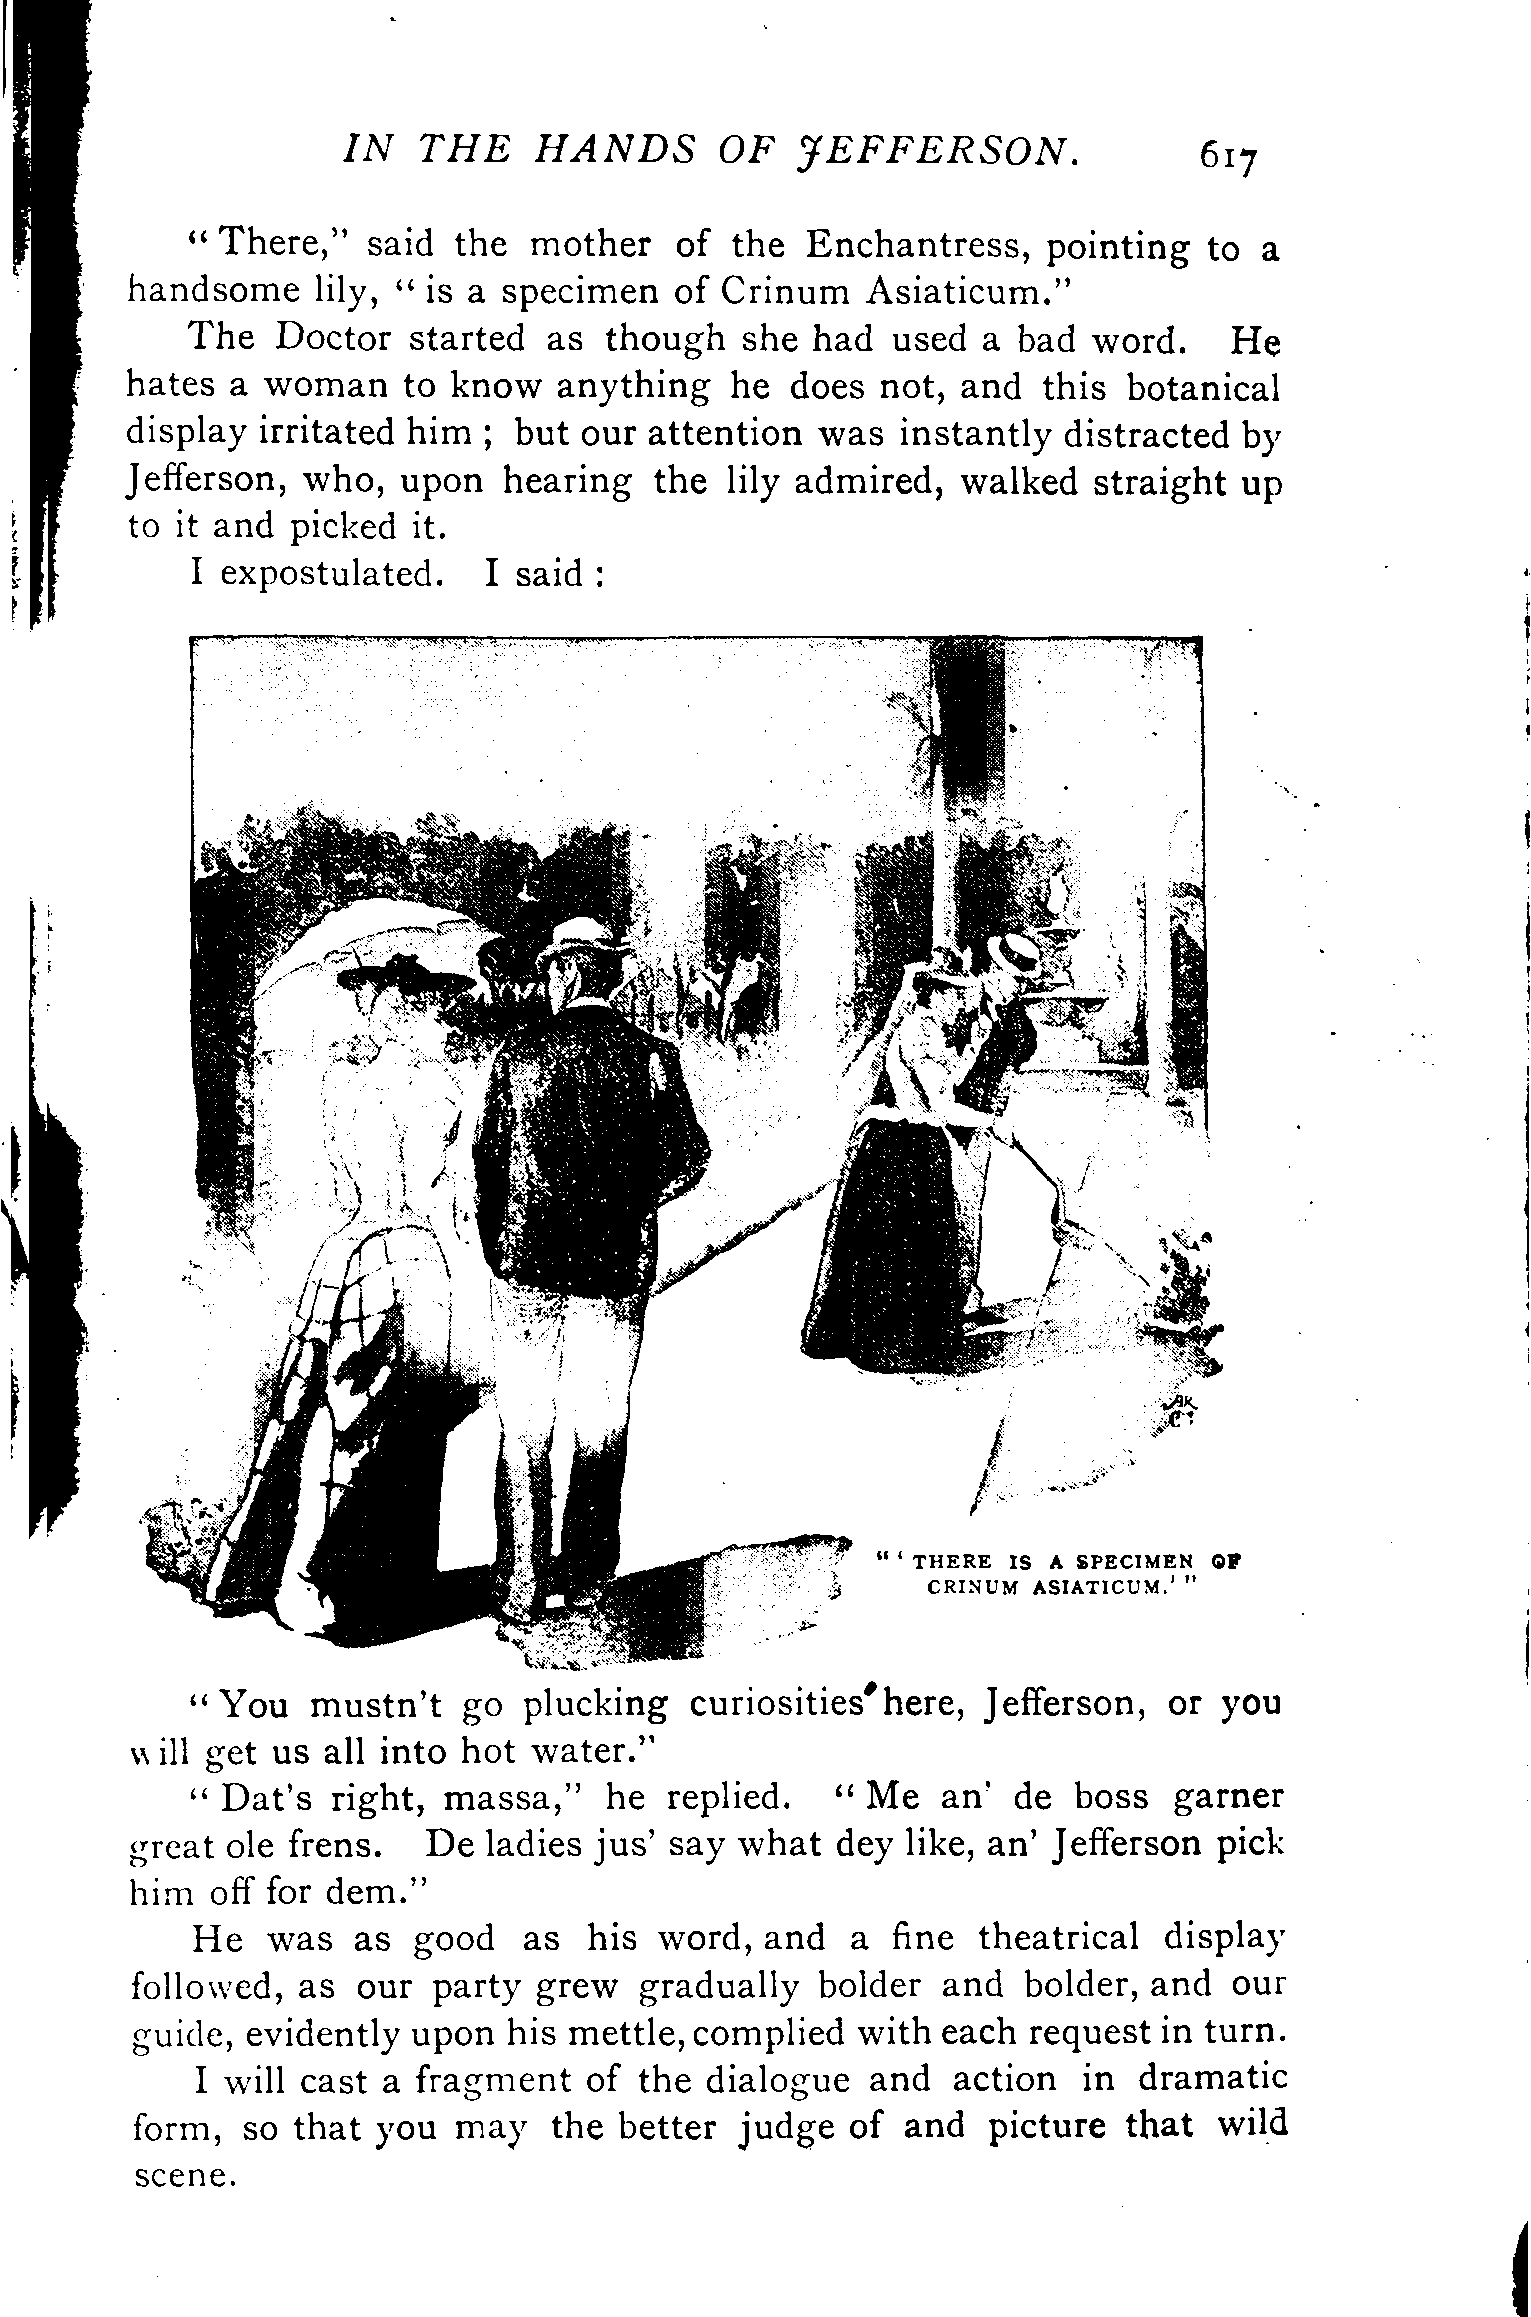 IN THE HANDS OF JEFFERSON. 617
“There,” said the mother of the Enchantress, pointing to a
handsome lily, “is a specimen of Crinum Asiaticum.”
The Doctor started as though she had used a bad word. He
hates a woman to know anything he does not, and this botanical
display irritated him; but our attention was instantly distracted by
Jefferson, who, upon hearing the lily admired, walked straight up
to it and picked it.
I expostulated. I said:
“‘THERE IS A SPECIMEN OF
CRINUM ASIATICUM.’”
“You mustn’t go plucking curiosities here, Jefferson, or you
will get us all into hot water.”
“Dat’s right, massa,” he replied. “Me an’ de boss garner
great ole frens. De ladies jus’ say what dey like, an’ Jefferson pick
him off for dem.”
He was as good as his word, and a fine theatrical display
followed, as our party grew gradually bolder and bolder, and our
guide, evidently upon his mettle, complied with each request in turn.
I will cast a fragment of the dialogue and action in dramatic
form, so that you may the better judge of and picture that wild
scene.